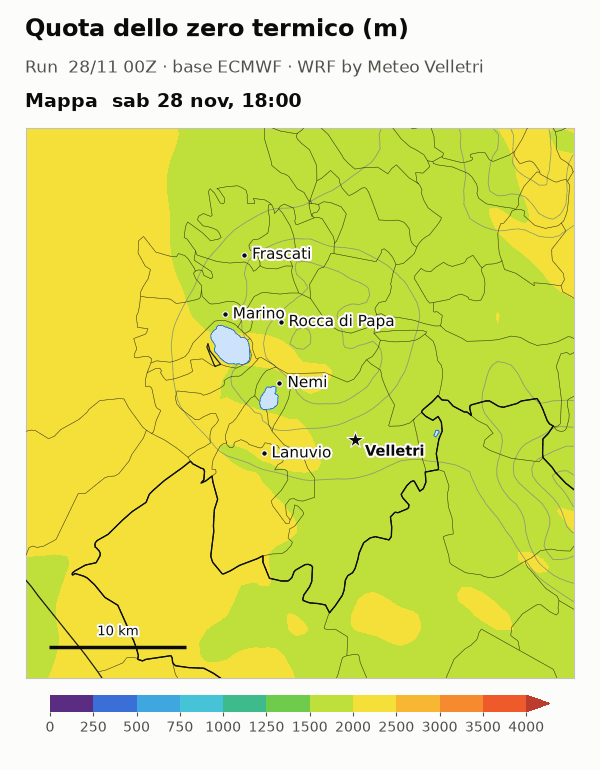 Quota dello zero termico (m)
Run  28/11 00Z · base ECMWF · WRF by Meteo Velletri
Mappa  sab 28 nov, 18:00
Frascati
Marino
Rocca di Papa
Nemi
Velletri
Lanuvio
10 km
0 250 500 750 1000 1250 1500 2000 2500 3000 3500 4000